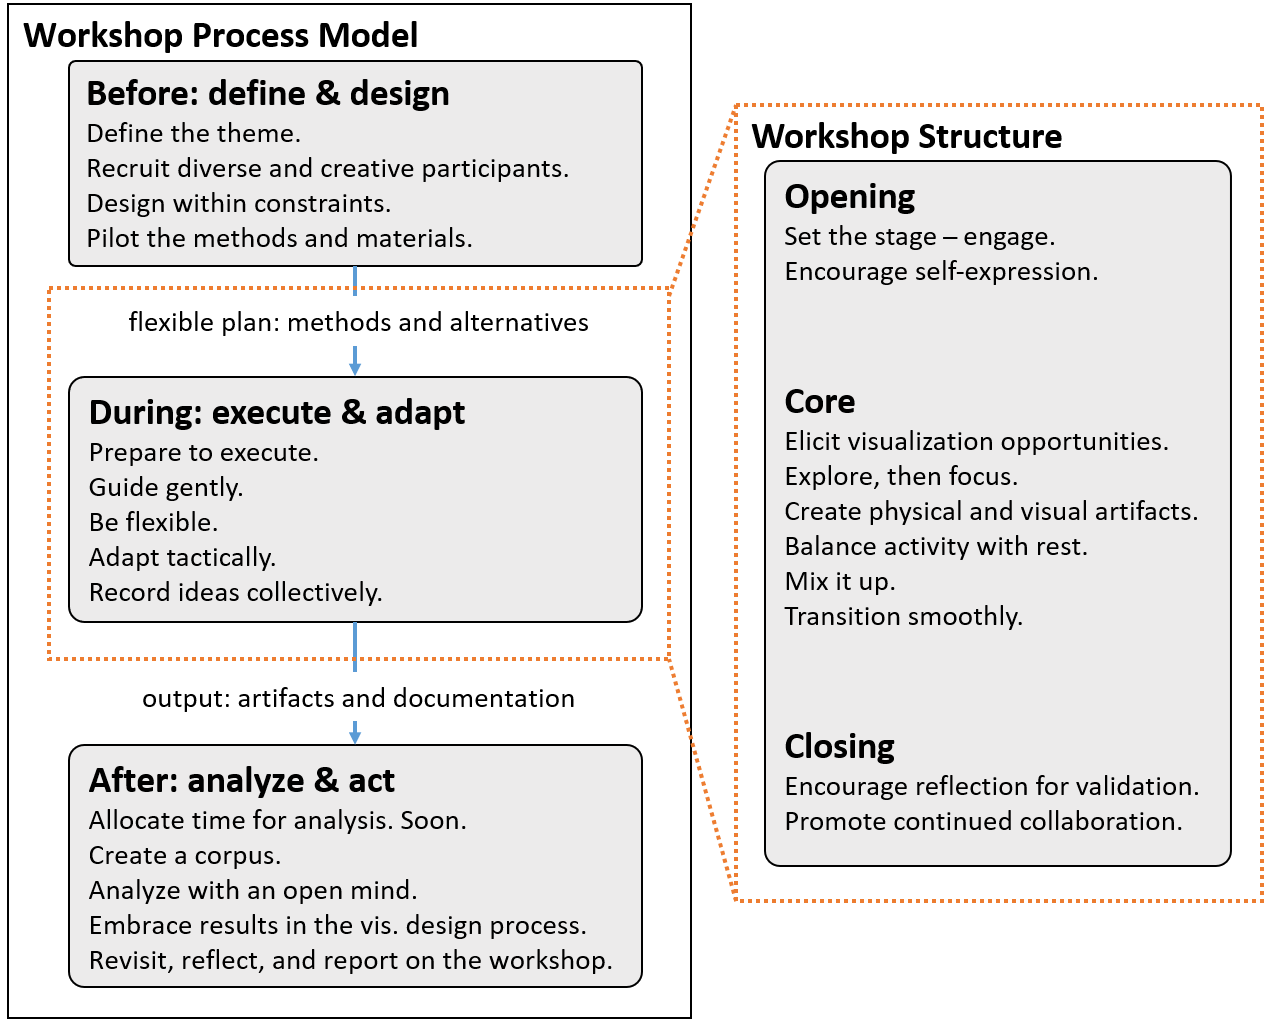 Workshop Process Model
Before: define & design
Define the theme.
Recruit diverse and creative participants.
Design within constraints.
Pilot the methods and materials.
flexible plan: methods and alternatives
During: execute & adapt
Prepare to execute.
Guide gently.
Be flexible.
Adapt tactically.
Record ideas collectively.
output: artifacts and documentation
After: analyze & act
Allocate time for analysis. Soon.
Create a corpus.
Analyze with an open mind.
Embrace results in the vis. design process.
Revisit, reflect, and report on the workshop.
Workshop Structure
Opening
Set the stage – engage.
Encourage self-expression.
Core
Elicit visualization opportunities.
Explore, then focus.
Create physical and visual artifacts.
Balance activity with rest.
Mix it up.
Transition smoothly.
Closing
Encourage reflection for validation.
Promote continued collaboration.